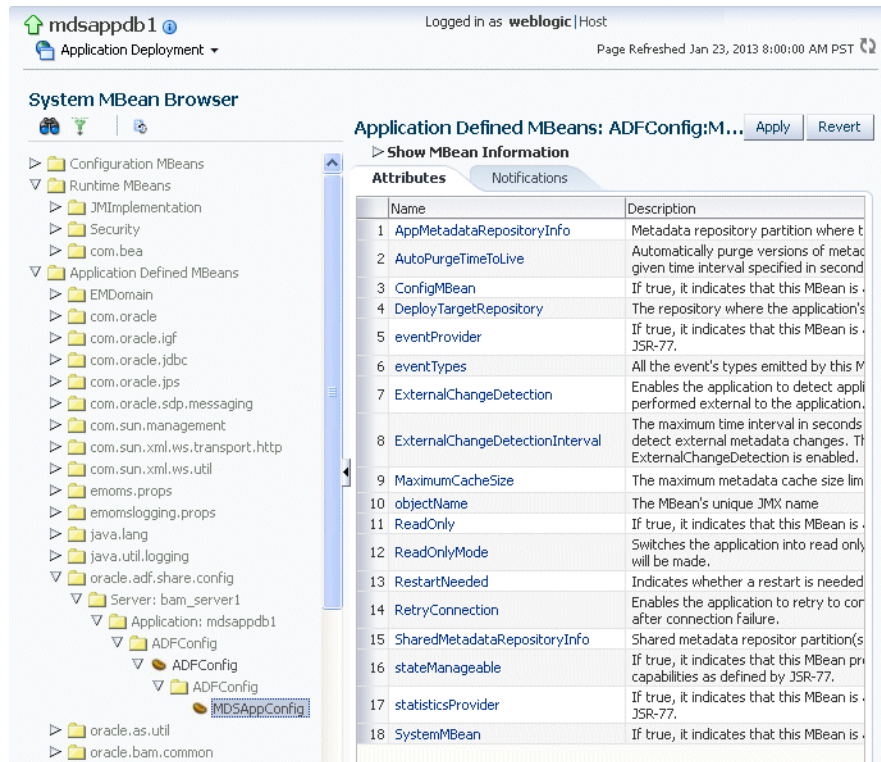 mdsappdb1
Logged in as weblogic|Host
Application Deployment
Page Refreshed Jan 23, 2013 8:00:00 AM PST
System MBean Browser
Configuration MBeans
Runtime MBeans
JMImplementation
Security
com.bea
Application Defined MBeans
EMDomain
com.oracle
com.oracle.igf
com.oracle.jdbc
com.oracle.jps
com.oracle.sdp.messaging
com.sun.management
com.sun.xml.ws.transport.http
com.sun.xml.ws.util
emoms.props
emomslogging.props
java.lang
java.util.logging
oracle.adf.share.config
Server: bam_server1
Application: mdsappdb1
ADFConfig
ADFConfig
ADFConfig
MDSAppConfig
oracle.as.util
oracle.bam.common
Application Defined MBeans: ADFConfig:M...
Apply
Revert
Show MBean Information
Attributes
Notifications
Name Description
1 AppMetadataRepositoryInfo Metadata repository partition where t
2 AutoPurgeTimeToLive Automatically purge versions of metad
given time interval specified in second
3 ConfigMBean If true, it indicates that this MBean is
4 DeployTargetRepository The repository where the application's
5 eventProvider If true, it indicates that this MBean is
JSR-77.
6 eventTypes All the event's types emitted by this M
7 ExternalChangeDetection Enables the application to detect appli
performed external to the application.
8 ExternalChangeDetectionInterval The maximum time interval in seconds
detect external metadata changes. Th
ExternalChangeDetection is enabled.
9 MaximumCacheSize The maximum metadata cache size lim
10 objectName The MBean's unique JMX name
11 ReadOnly If true, it indicates that this MBean is
12 ReadOnlyMode Switches the application into read only
will be made.
13 RestartNeeded Indicates whether a restart is needed
14 RetryConnection Enables the application to retry to con
after connection failure.
15 SharedMetadataRepositoryInfo Shared metadata repositor partition(s
16 stateManageable If true, it indicates that this MBean pro
capabilities as defined by JSR-77.
17 statisticsProvider If true, it indicates that this MBean is
JSR-77.
18 SystemMBean If true, it indicates that this MBean is